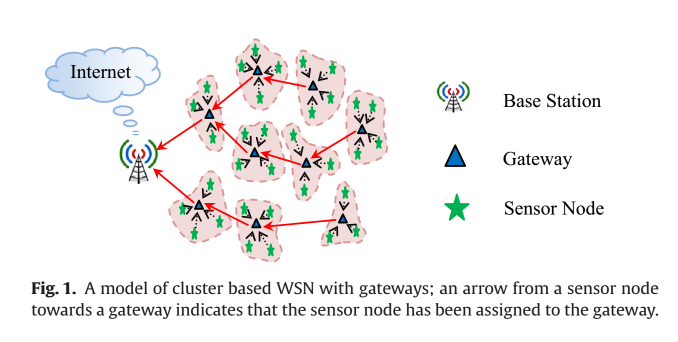 Internet
Base Station
Gateway
Sensor Node
Fig. 1. A model of cluster based WSN with gateways; an arrow from a sensor node
towards a gateway indicates that the sensor node has been assigned to the gateway.